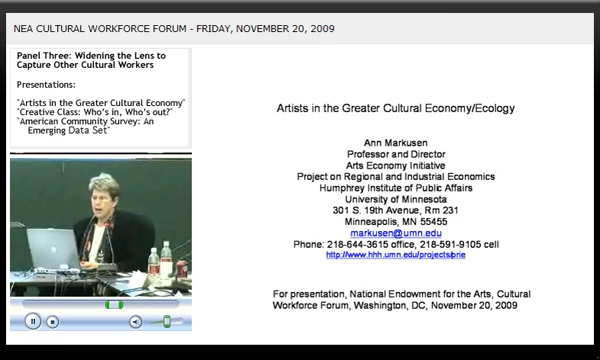 NEA CULTURAL WORKFORCE FORUM - FRIDAY, NOVEMBER 20, 2009
Panel Three: Widening the Lens to
Capture Other Cultural Workers
Presentations:
"Artists in the Greater Cultural Economy"
"Creative Class: Who's in, Who's out?"
"American Community Survey: An
Emerging Data Set"
Artists in the Greater Cultural Economy/Ecology
Ann Markusen
Professor and Director
Arts Economy Initiative
Project on Regional and Industrial Economics
Humphrey Institute of Public Affairs
University of Minnesota
301 S. 19th Avenue, Rm 231
Minneapolis, MN 55455
markusen@umn.edu
Phone: 218-644-3615 office, 218-591-9105 cell
http://www.hhh.umn.edu/projects/prie
For presentation, National Endowment for the Arts, Cultural
Workforce Forum, Washington, DC, November 20, 2009